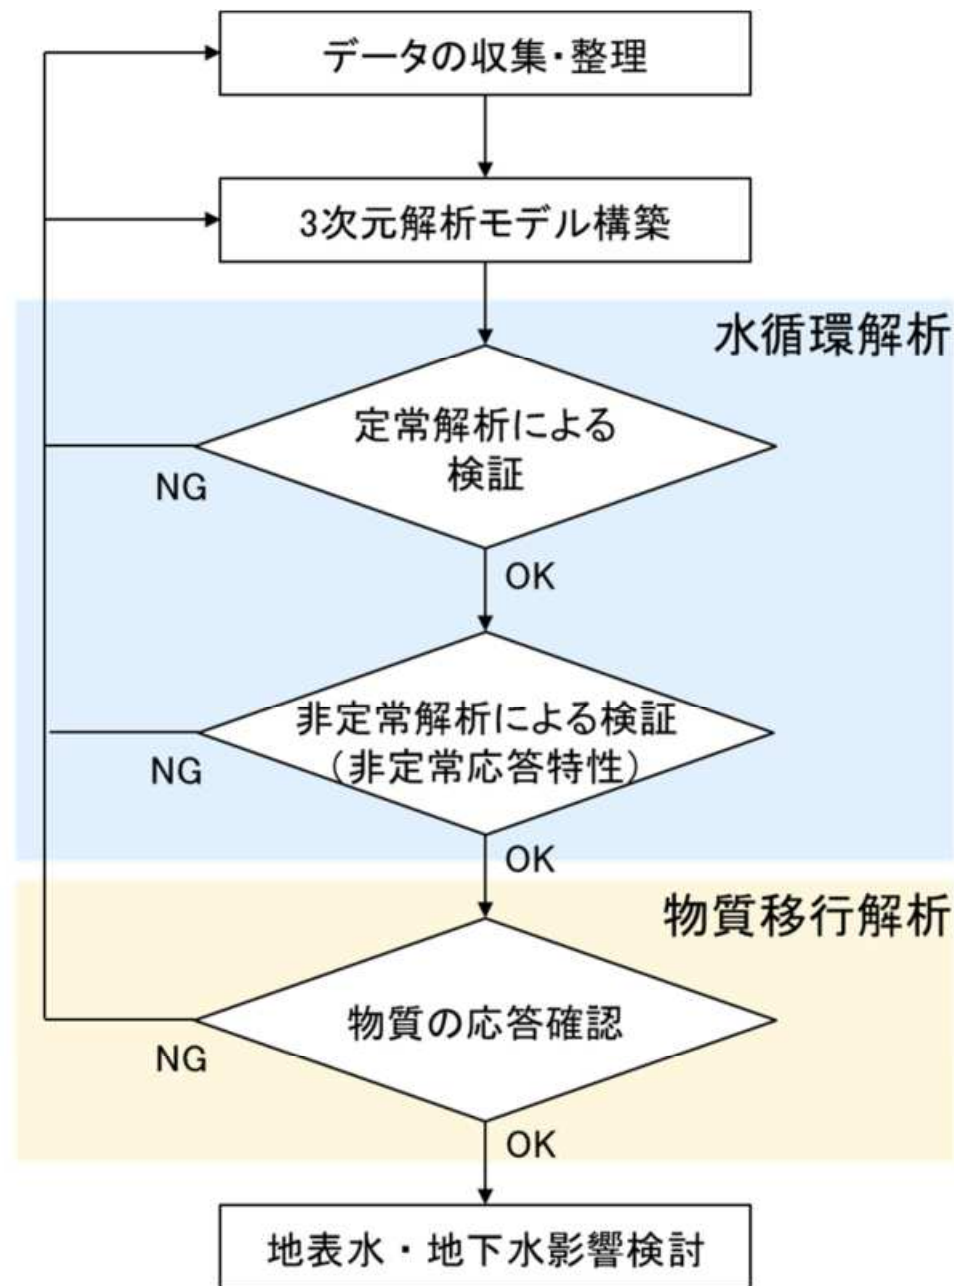 データの収集・整理
3次元解析モデル構築
水循環解析
定常解析による
検証
NG
OK
非定常解析による検証
（非定常応答特性）
NG
OK
物質移行解析
物質の応答確認
NG
OK
地表水・地下水影響検討